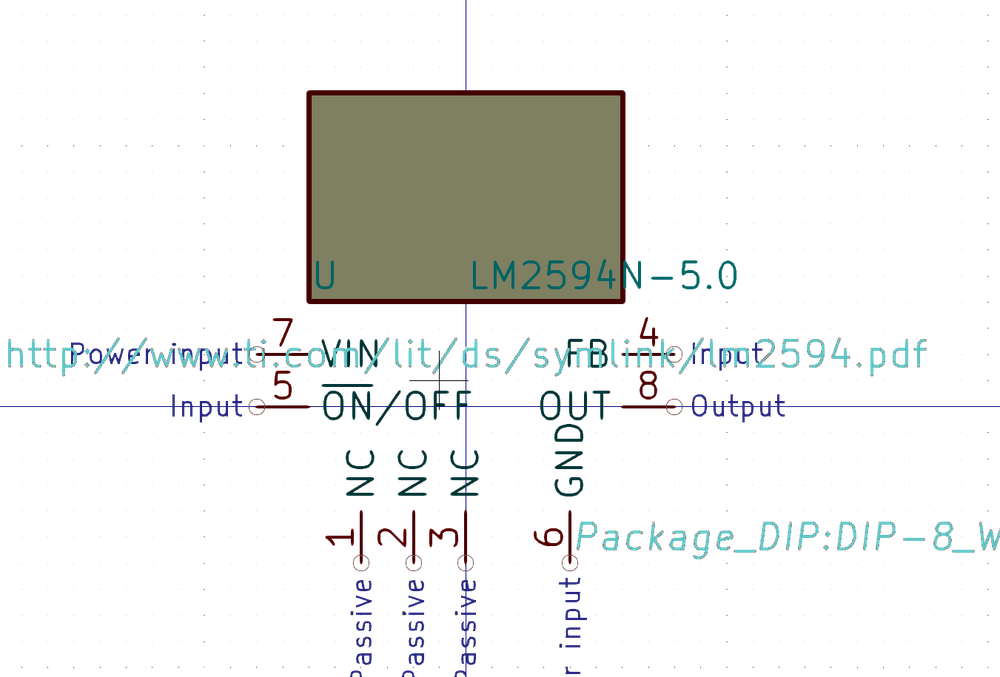 U
LM2594N-5.0
7
4
http://www.ti.com/lit/ds/symlink/lm2594.pdf
Power input
VIN
FB
Input
5
8
Input
ON/OFF
OUT
Output
NC
NC
NC
GND
1
2
3
6
Package_DIP:DIP-8_W
Passive
Passive
Passive
r input